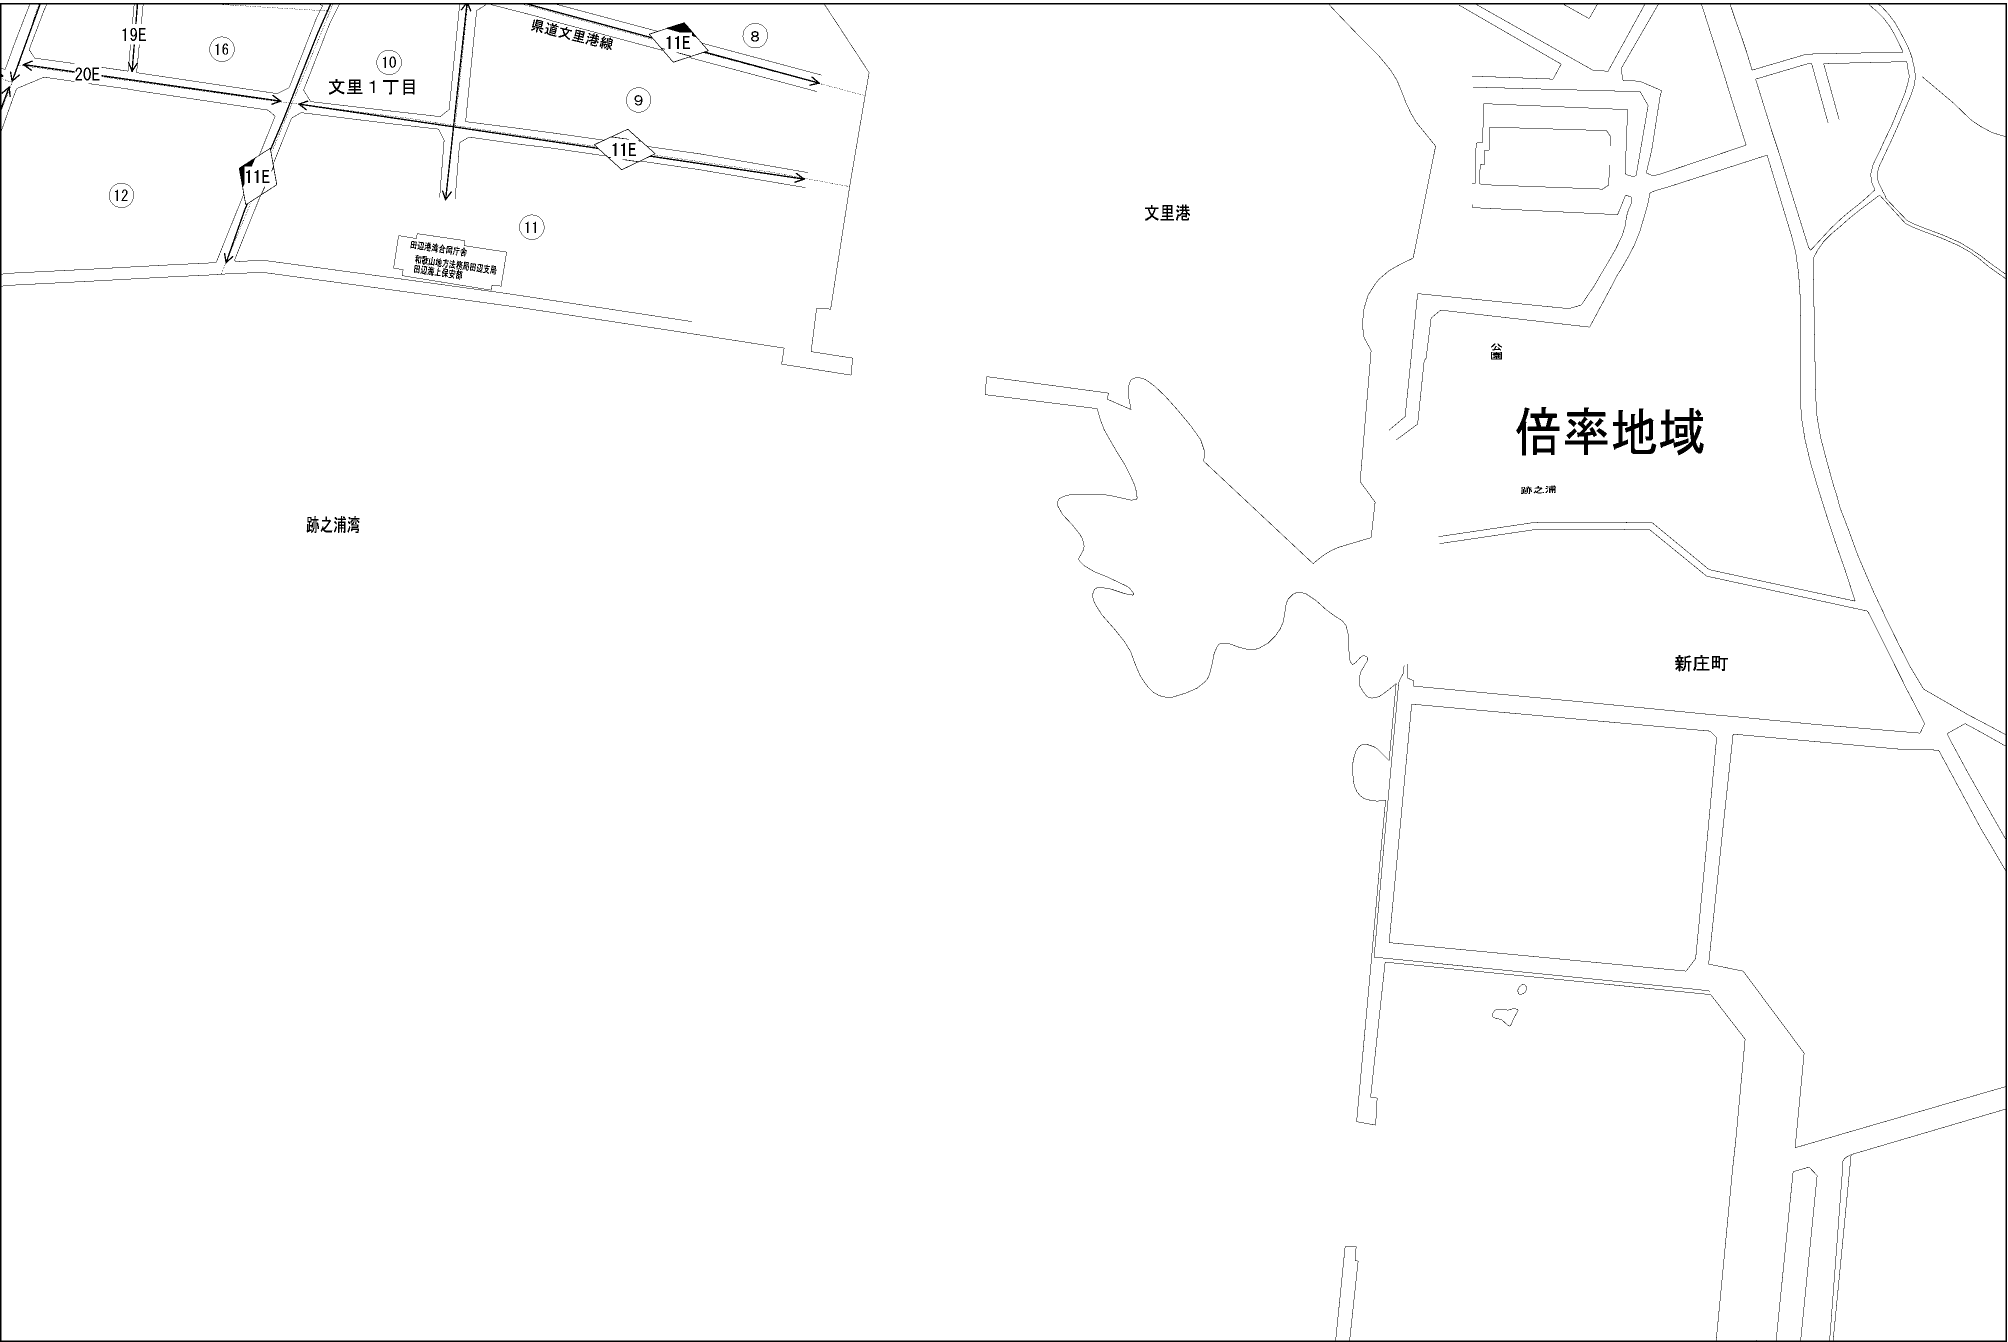 19E
16
県道文里港線
11E
8
20E
10
文里1丁目
9
11E
11E
12
11
文里港
田辺港湾合同庁舎
和歌山地方法務局田辺支局
田辺海上保安部
公園
倍率地域
跡之浦
跡之浦湾
新庄町